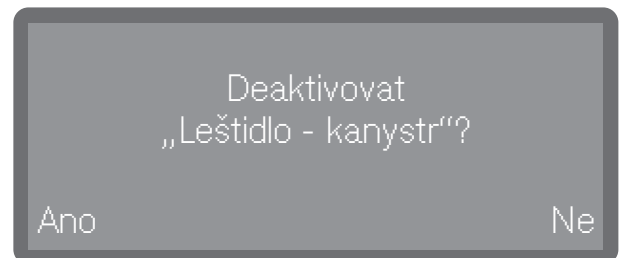 Deaktivovat
„Leštidlo - kanystr“?
Ano Ne